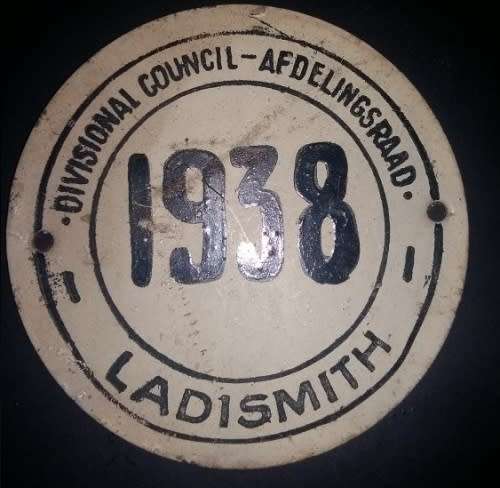 ·DIVISIONAL COUNCIL-AFDELINGSRAAD·
1938
LADISMITH